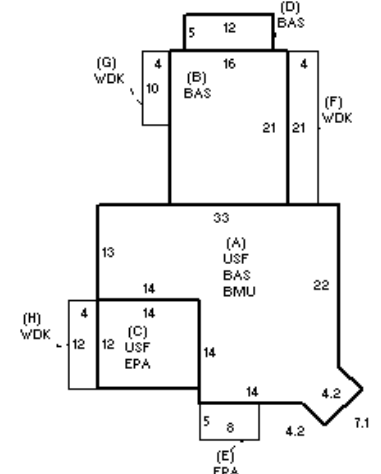 (D)
BAS
12
5
(G)
WDK
4
10
16
(B)
BAS
4
(F)
WDK
21
21
33
13
(A)
USF
BAS
BMU
22
14
(H)
WDK
4
12
14
12
(C)
USF
EPA
14
14
4.2
7.1
4.2
5
8
(E)
EPA